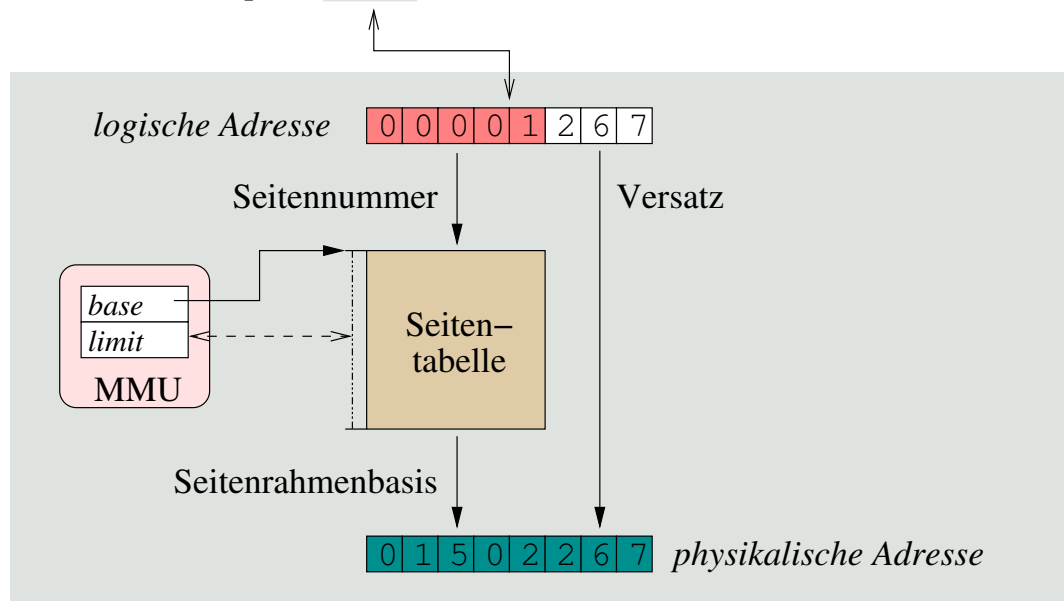 logische Adresse 0 0 0 0 1 2 6 7
Seitennummer Versatz
base
limit
MMU
Seiten–
tabelle
Seitenrahmenbasis
0 1 5 0 2 2 6 7 physikalische Adresse